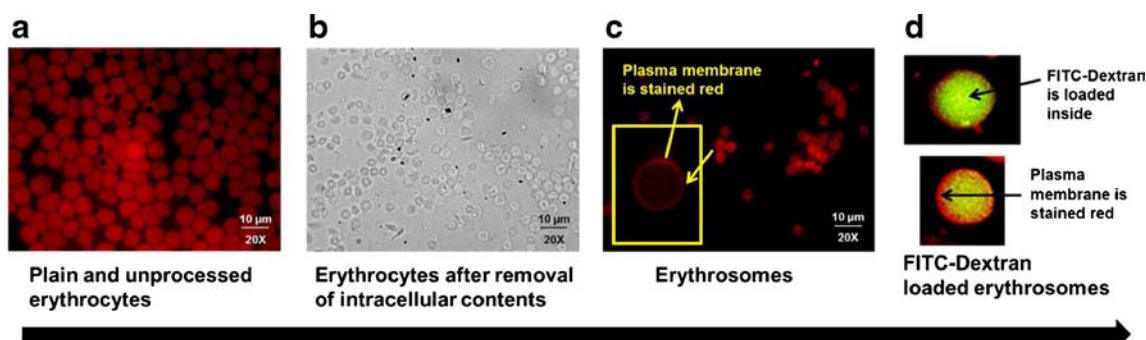 a
10 µm
20X
Plain and unprocessed
erythrocytes
b
10 µm
20X
Erythrocytes after removal
of intracellular contents
c
Plasma membrane
is stained red
10 µm
20X
Erythrosomes
d
FITC-Dextran
is loaded
inside
Plasma
membrane is
stained red
FITC-Dextran
loaded erythrosomes